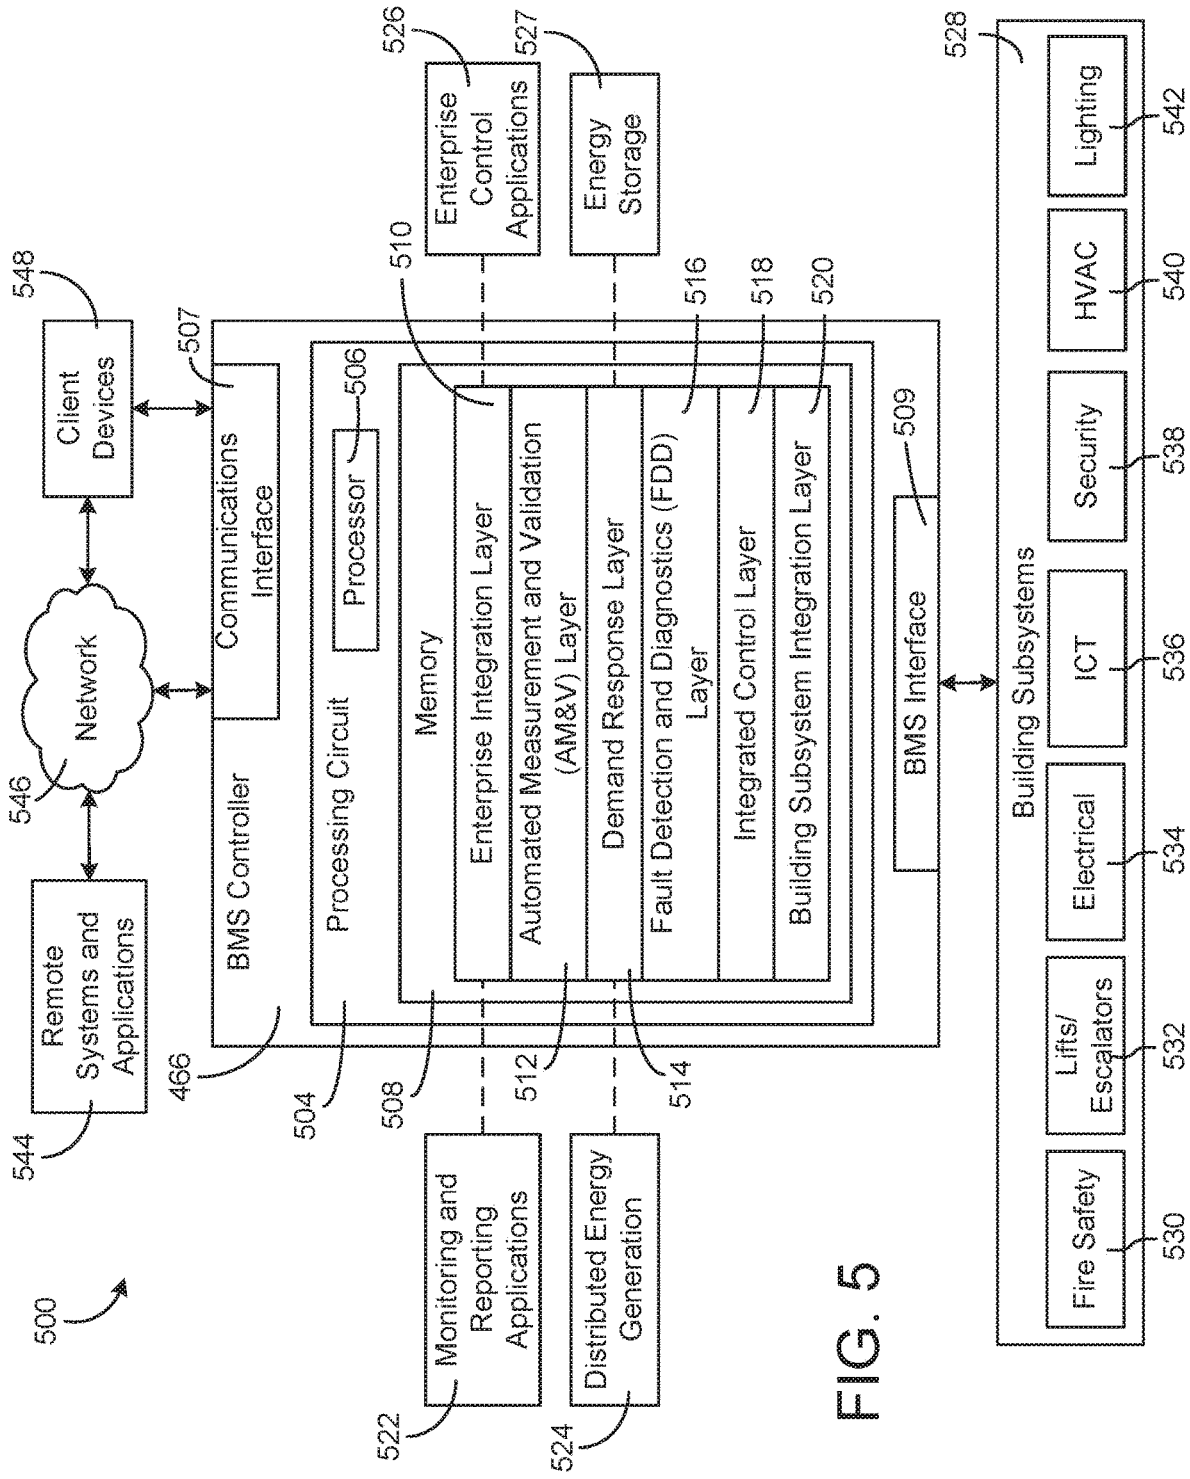 500
544
Remote
Systems and
Applications
546
Network
Client
Devices
548
466
BMS Controller
Communications
Interface
507
504
Processing Circuit
Processor
506
508
Memory
510
Enterprise Integration Layer
Automated Measurement and Validation
(AM&V) Layer
512
Demand Response Layer
514
Fault Detection and Diagnostics (FDD)
Layer
516
Integrated Control Layer
518
Building Subsystem Integration Layer
520
522
Monitoring and
Reporting
Applications
524
Distributed Energy
Generation
Enterprise
Control
Applications
526
Energy
Storage
527
BMS Interface
509
Building Subsystems
528
Fire Safety
Lifts/
Escalators
Electrical
ICT
Security
HVAC
Lighting
530
532
534
536
538
540
542
FIG. 5